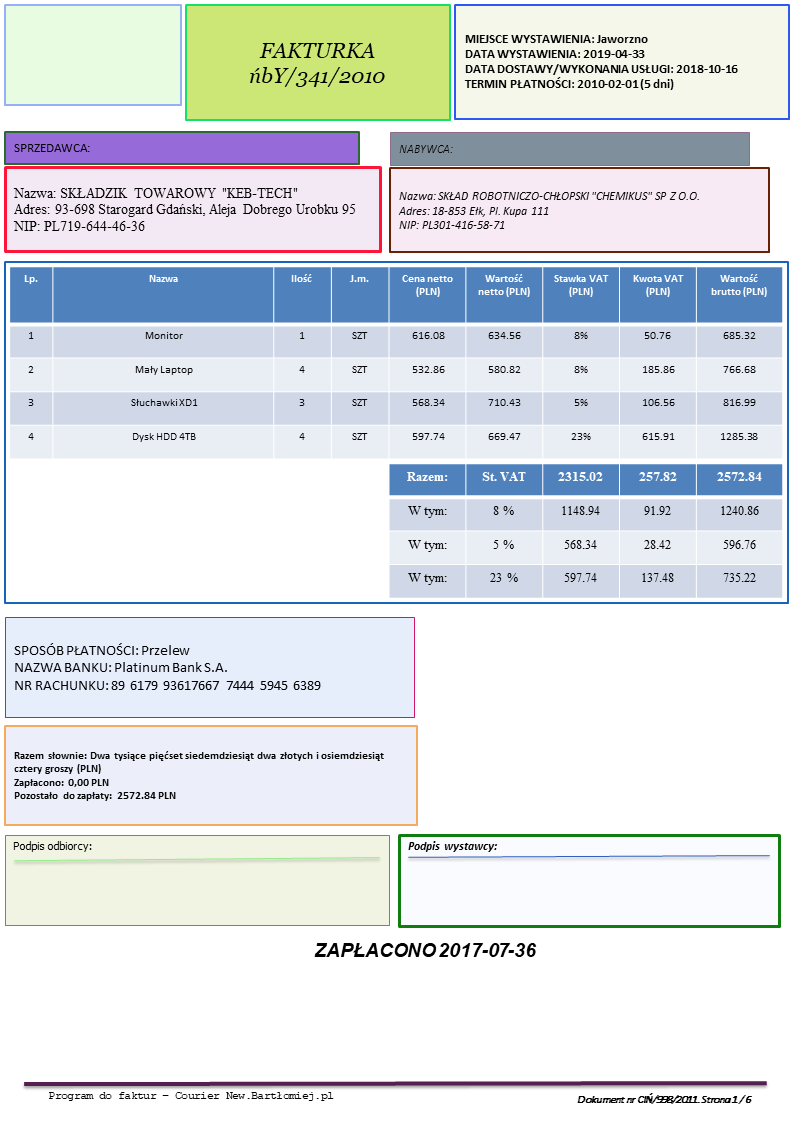 FAKTURKA
ńbY/341/2010
MIEJSCE WYSTAWIENIA: Jaworzno
DATA WYSTAWIENIA: 2019-04-33
DATA DOSTAWY/WYKONANIA USŁUGI: 2018-10-16
TERMIN PŁATNOŚCI: 2010-02-01 (5 dni)
SPRZEDAWCA:
NABYWCA:
Nazwa: SKŁADZIK TOWAROWY "KEB-TECH"
Adres: 93-698 Starogard Gdański, Aleja Dobrego Urobku 95
NIP: PL719-644-46-36
Nazwa: SKŁAD ROBOTNICZO-CHŁOPSKI "CHEMIKUS" SP Z O.O.
Adres: 18-853 Ełk, Pl. Kupa 111
NIP: PL301-416-58-71
Lp. Nazwa Ilość J.m. Cena netto (PLN) Wartość netto (PLN) Stawka VAT (PLN) Kwota VAT (PLN) Wartość brutto (PLN)
1 Monitor 1 SZT 616.08 634.56 8% 50.76 685.32
2 Mały Laptop 4 SZT 532.86 580.82 8% 185.86 766.68
3 Słuchawki XD1 3 SZT 568.34 710.43 5% 106.56 816.99
4 Dysk HDD 4TB 4 SZT 597.74 669.47 23% 615.91 1285.38
Razem: St. VAT 2315.02 257.82 2572.84
W tym: 8 % 1148.94 91.92 1240.86
W tym: 5 % 568.34 28.42 596.76
W tym: 23 % 597.74 137.48 735.22
SPOSÓB PŁATNOŚCI: Przelew
NAZWA BANKU: Platinum Bank S.A.
NR RACHUNKU: 89 6179 93617667 7444 5945 6389
Razem słownie: Dwa tysiące pięćset siedemdziesiąt dwa złotych i osiemdziesiąt
cztery groszy (PLN)
Zapłacono: 0,00 PLN
Pozostało do zapłaty: 2572.84 PLN
Podpis odbiorcy:
Podpis wystawcy:
ZAPŁACONO 2017-07-36
Program do faktur – Courier New.Bartłomiej.pl
Dokument nr Strona 1 / 6